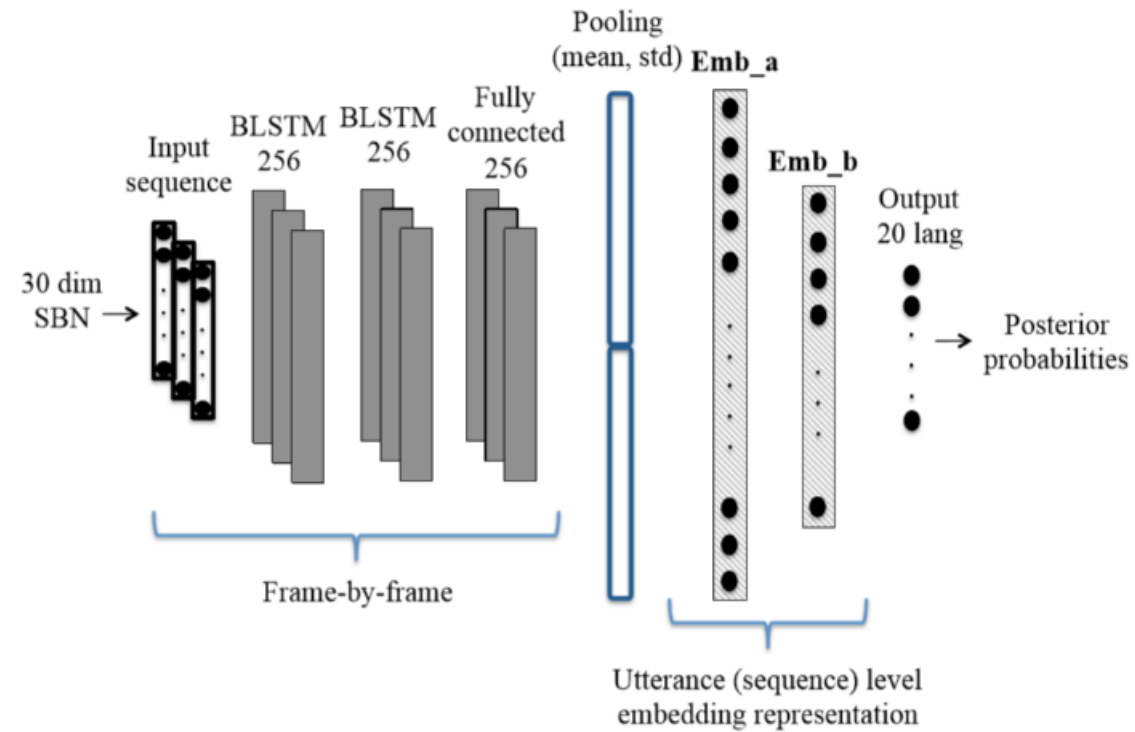 Pooling
(mean, std)
Emb_a
Fully
connected
256
BLSTM
256
BLSTM
256
Input
sequence
Emb_b
Output
20 lang
30 dim
SBN
Posterior
probabilities
Frame-by-frame
Utterance (sequence) level
embedding representation